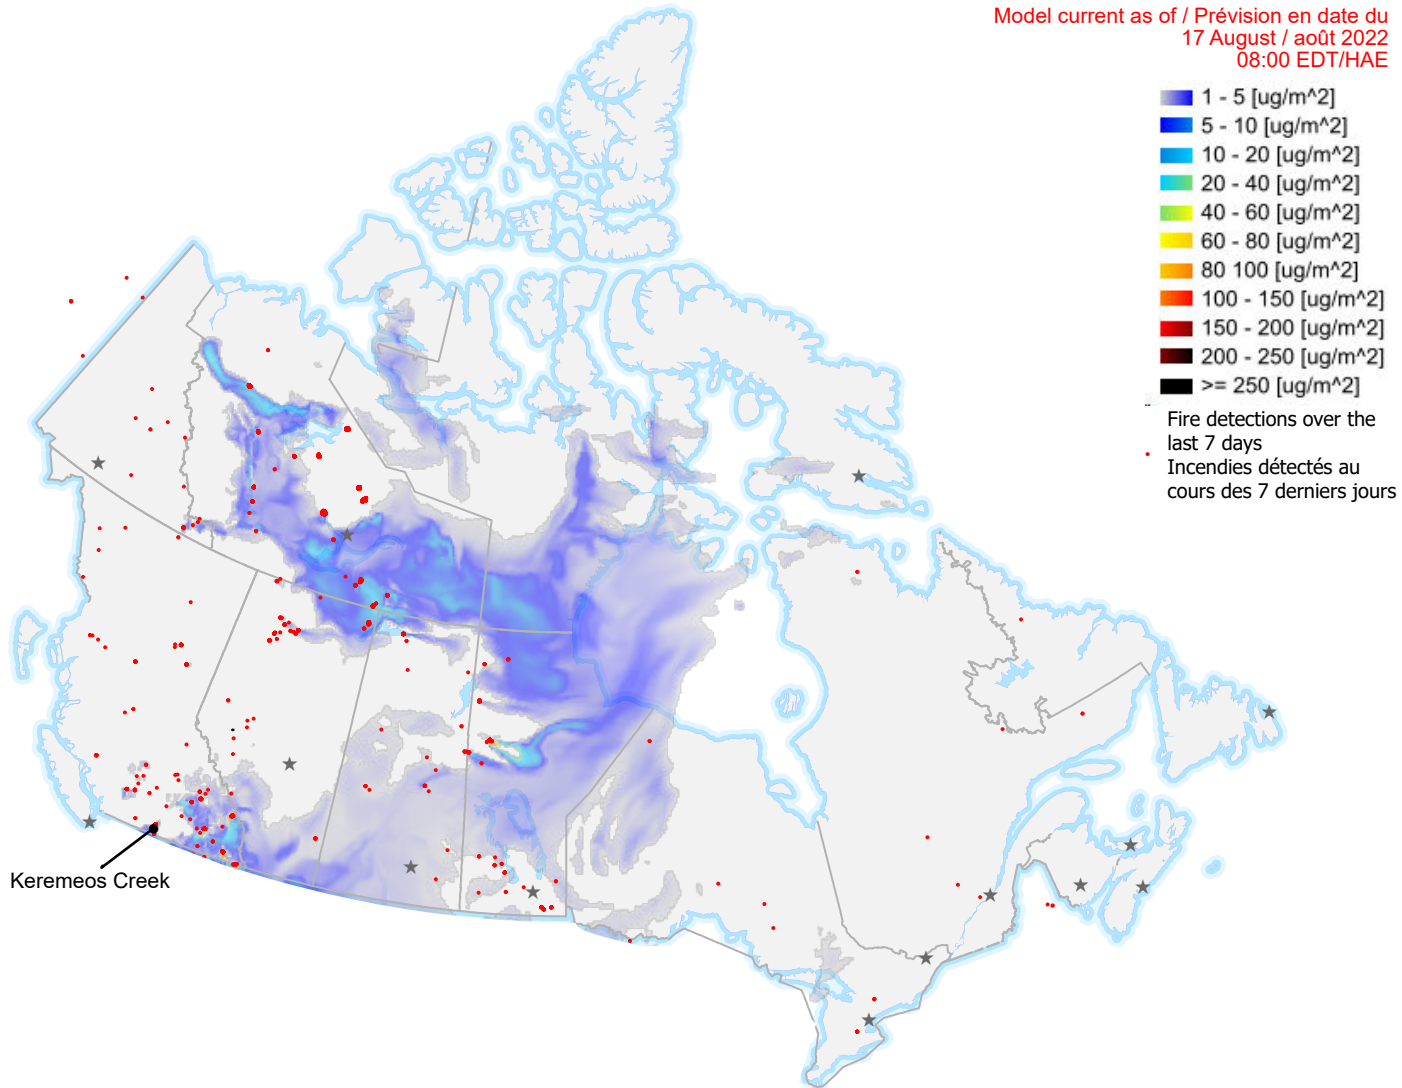 Model current as of / Prévision en date du
17 August / août 2022
08:00 EDT/HAE
1 - 5 [ug/m^2]
5 - 10 [ug/m^2]
10 - 20 [ug/m^2]
20 - 40 [ug/m^2]
40 - 60 [ug/m^2]
60 - 80 [ug/m^2]
80 100 [ug/m^2]
100 - 150 [ug/m^2]
150 - 200 [ug/m^2]
200 - 250 [ug/m^2]
>= 250 [ug/m^2]
Fire detections over the
last 7 days
Incendies détectés au
cours des 7 derniers jours
Keremeos Creek